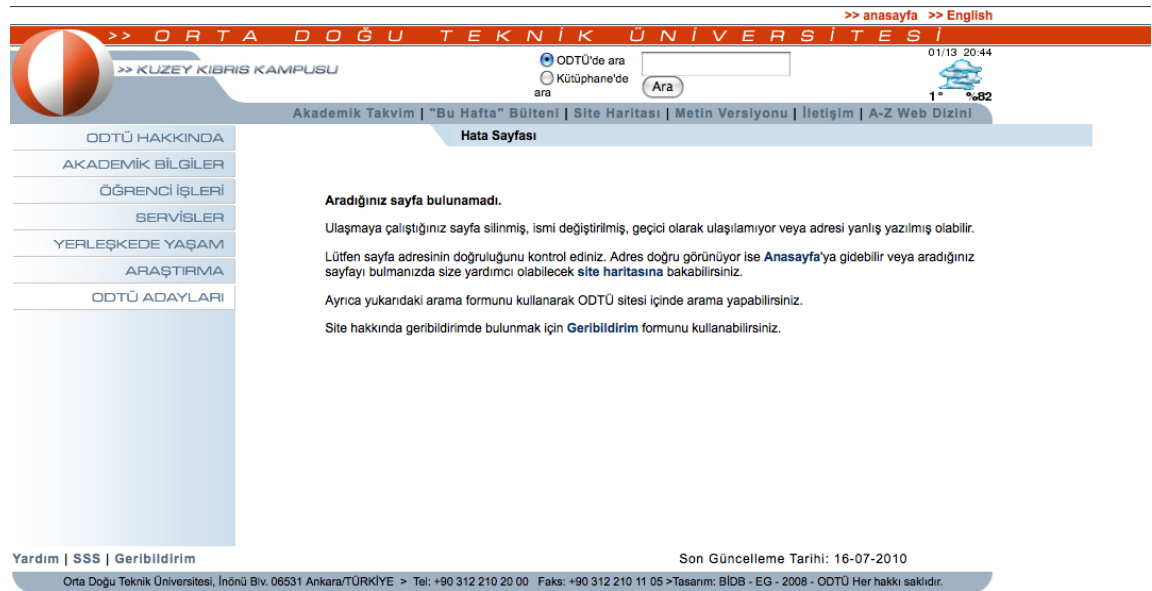 >> anasayfa >> English
>> ORTA DOĞU TEKNİK ÜNİVERSİTESİ
01/13 20:44
>> KUZEY KIBRIS KAMPUSU
ODTÜ'de ara
Kütüphane'de
ara
Ara
1° %82
Akademik Takvim | "Bu Hafta" Bülteni | Site Haritası | Metin Versiyonu | İletişim | A-Z Web Dizini
Hata Sayfası
ODTÜ HAKKINDA
AKADEMİK BİLGİLER
ÖĞRENCİ İŞLERİ
SERVİSLER
YERLEŞKEDE YAŞAM
ARAŞTIRMA
ODTÜ ADAYLARI
Aradığınız sayfa bulunamadı.
Ulaşmaya çalıştığınız sayfa silinmiş, ismi değiştirilmiş, geçici olarak ulaşılamıyor veya adresi yanlış yazılmış olabilir.
Lütfen sayfa adresinin doğruluğunu kontrol ediniz. Adres doğru görünüyor ise Anasayfa'ya gidebilir veya aradığınız
sayfayı bulmanızda size yardımcı olabilecek site haritasına bakabilirsiniz.
Ayrıca yukarıdaki arama formunu kullanarak ODTÜ sitesi içinde arama yapabilirsiniz.
Site hakkında geribildirimde bulunmak için Geribildirim formunu kullanabilirsiniz.
Yardım | SSS | Geribildirim
Son Güncelleme Tarihi: 16-07-2010
Orta Doğu Teknik Üniversitesi, İnönü Blv. 06531 Ankara/TÜRKİYE > Tel: +90 312 210 20 00 Faks: +90 312 210 11 05 >Tasarım: BİDB - EG - 2008 - ODTÜ Her hakkı saklıdır.